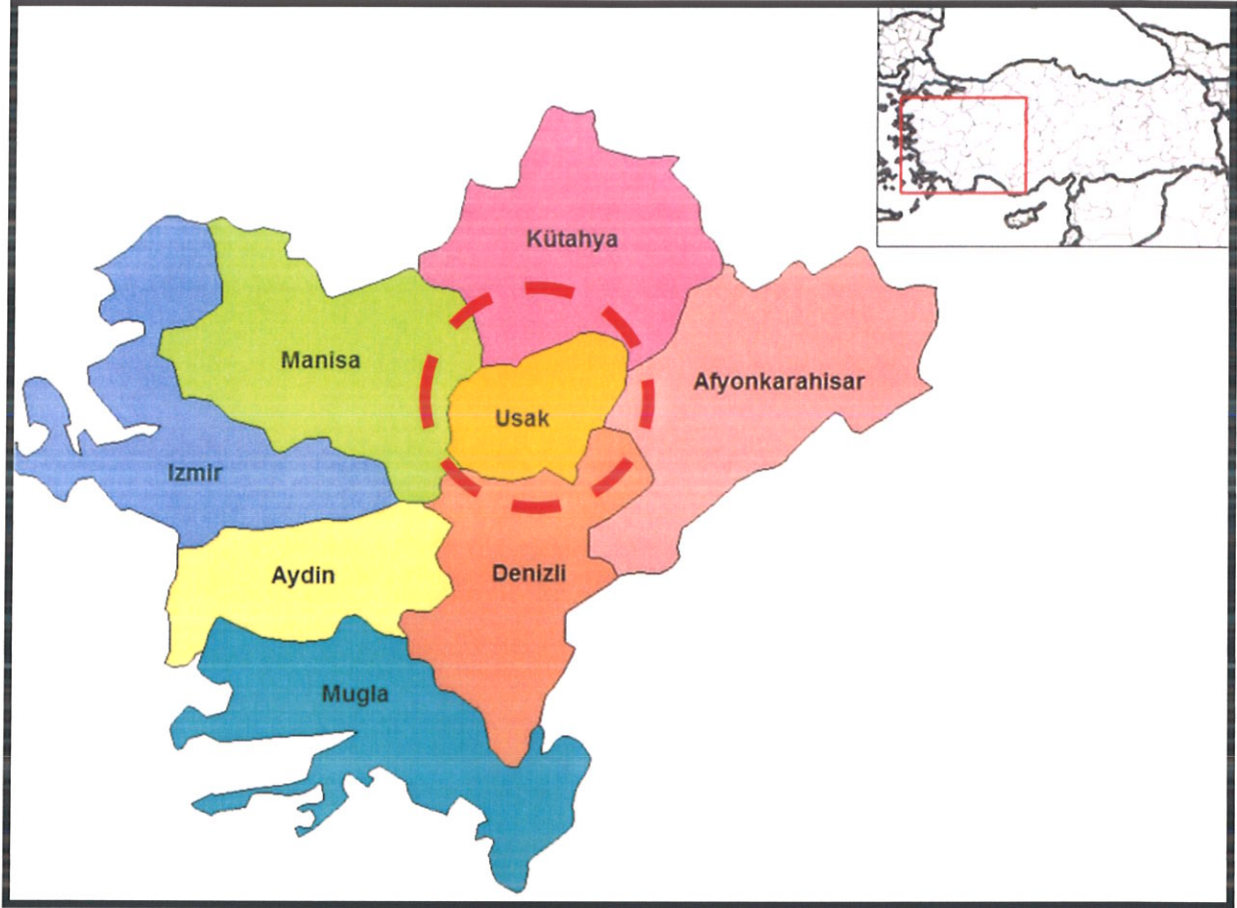 Kütahya
Manisa
Afyonkarahisar
Usak
Izmir
Aydin
Denizli
Mugla